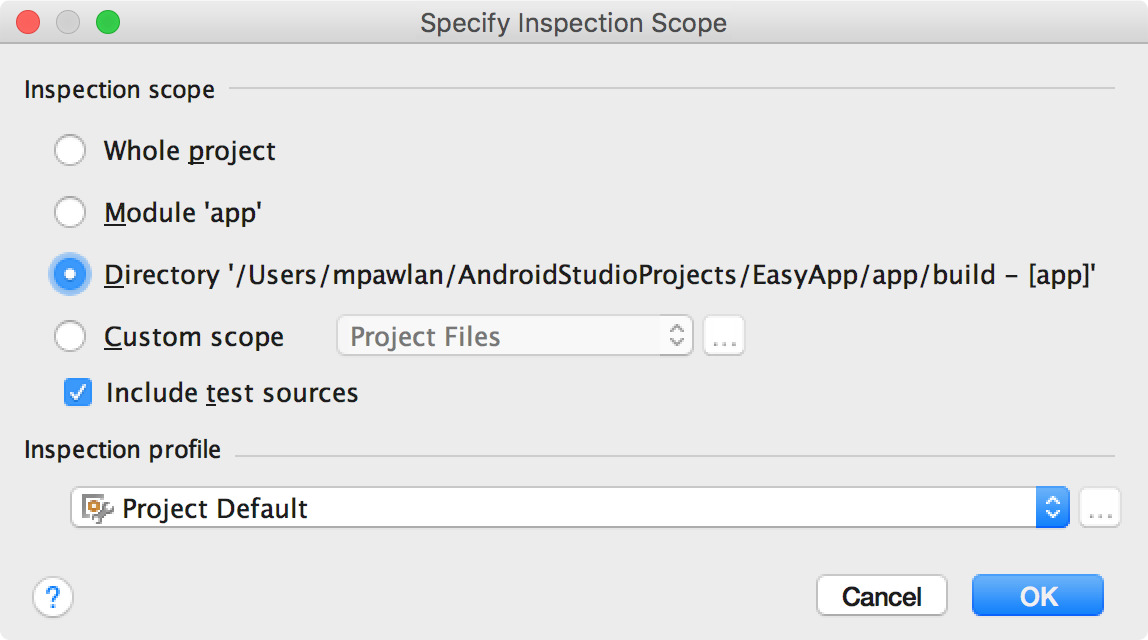 Specify Inspection Scope
Inspection scope
Whole project
Module 'app'
Directory '/Users/mpawlan/AndroidStudioProjects/EasyApp/app/build – [app]'
Custom scope Project Files ...
Include test sources
Inspection profile
Project Default ...
? Cancel OK